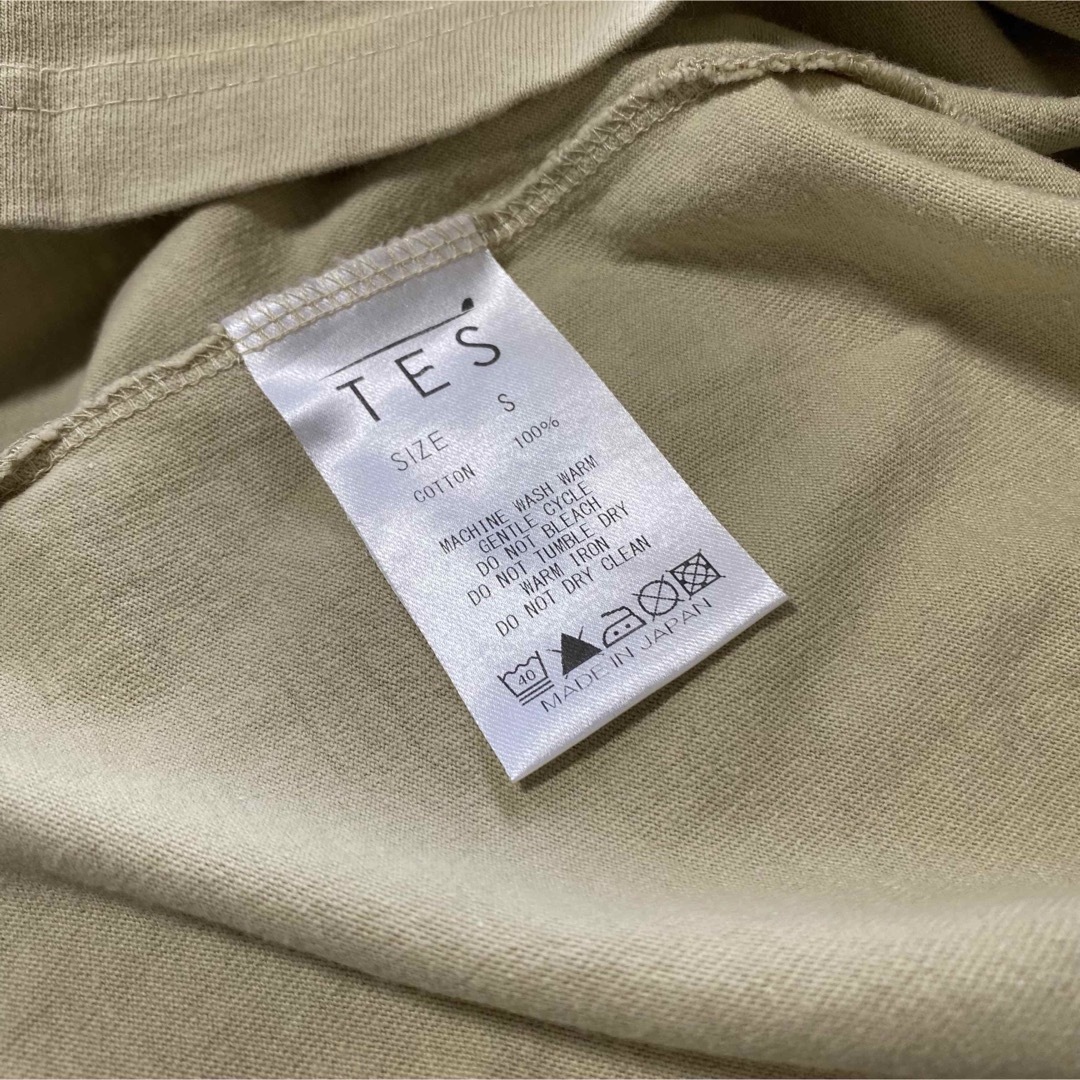 TES
SIZE S
COTTON 100%
MACHINE WASH WARM
GENTLE CYCLE
DO NOT BLEACH
DO NOT TUMBLE DRY
WARM IRON
DO NOT DRY CLEAN
40
MADE IN JAPAN